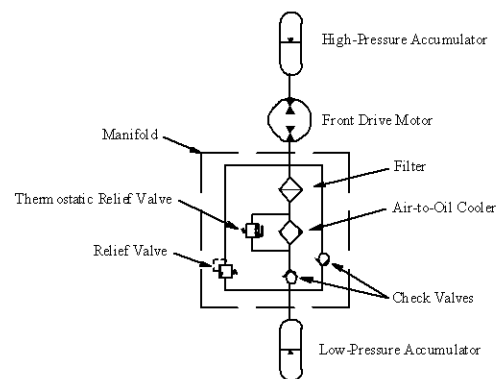 High-Pressure Accumulator
Front Drive Motor
Manifold
Filter
Thermostatic Relief Valve
Air-to-Oil Cooler
Relief Valve
Check Valves
Low-Pressure Accumulator